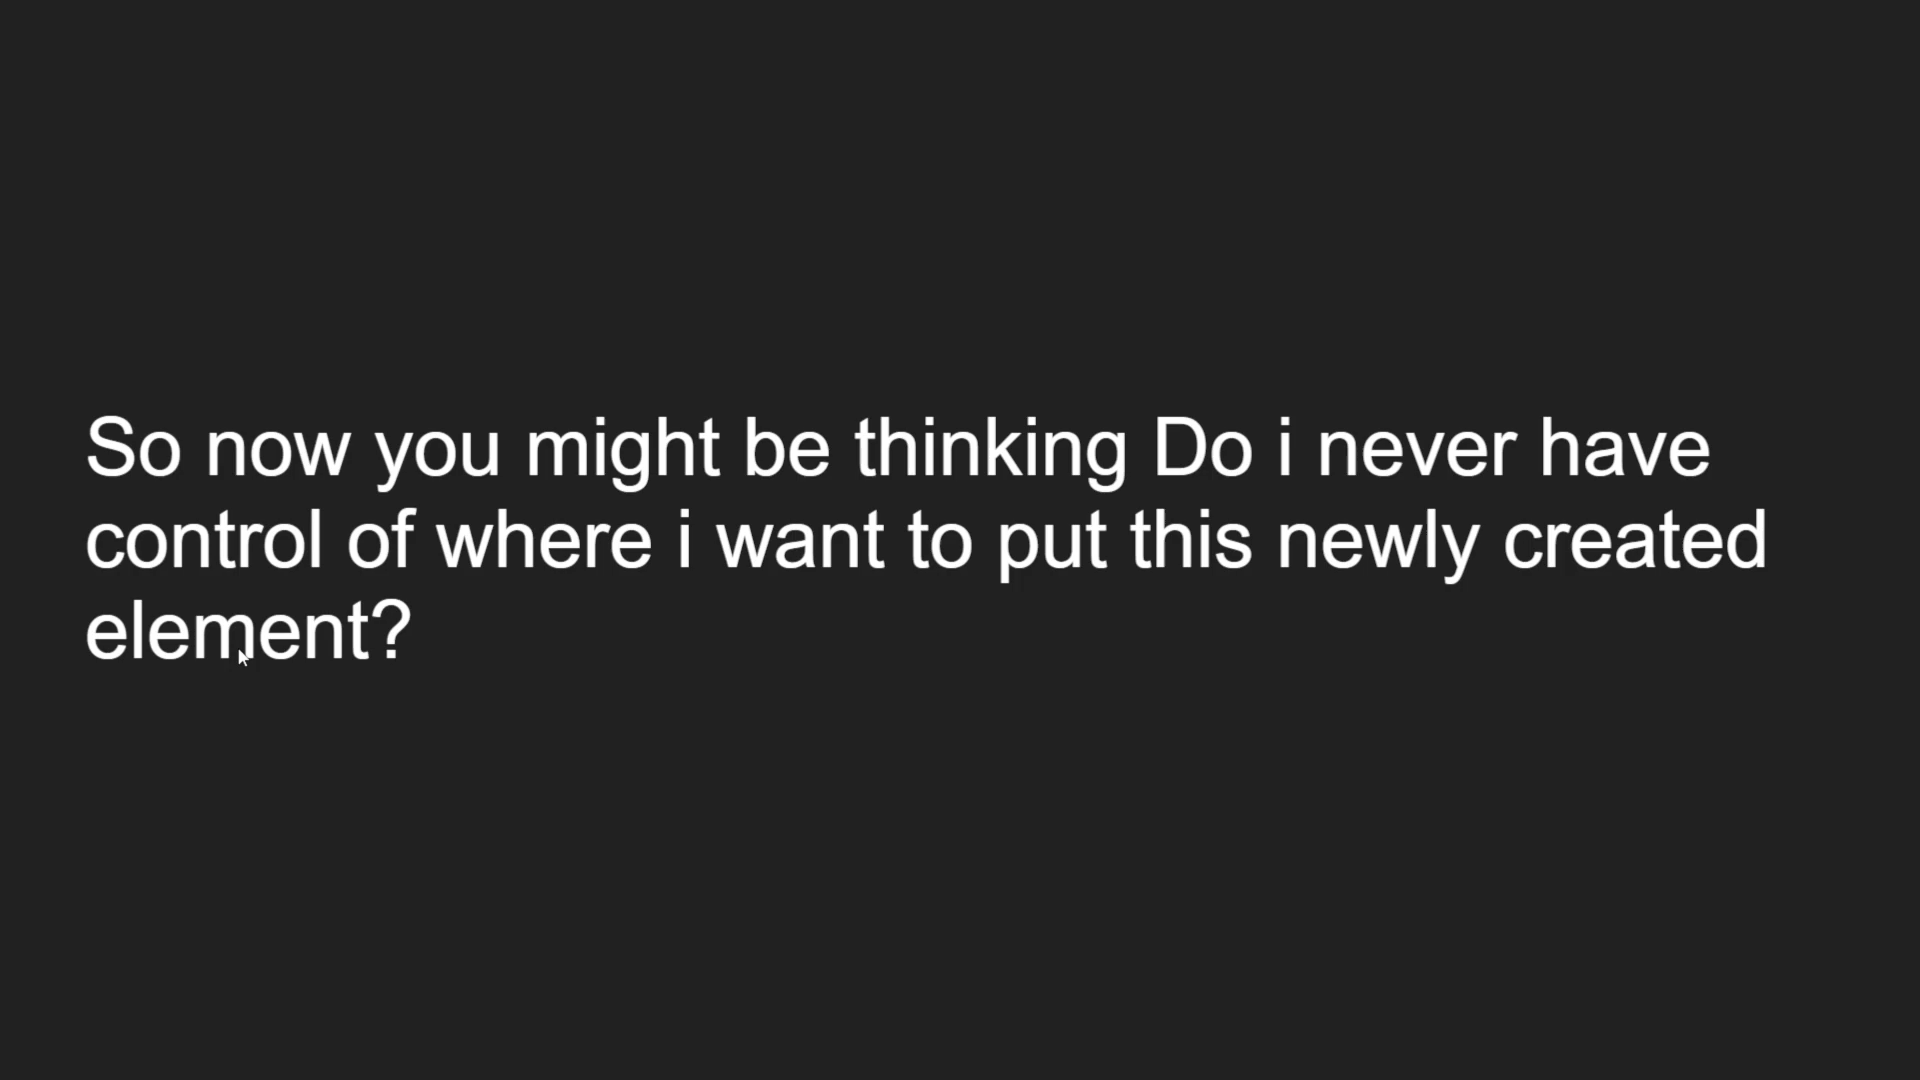 So now you might be thinking Do i never have
control of where i want to put this newly created
element?